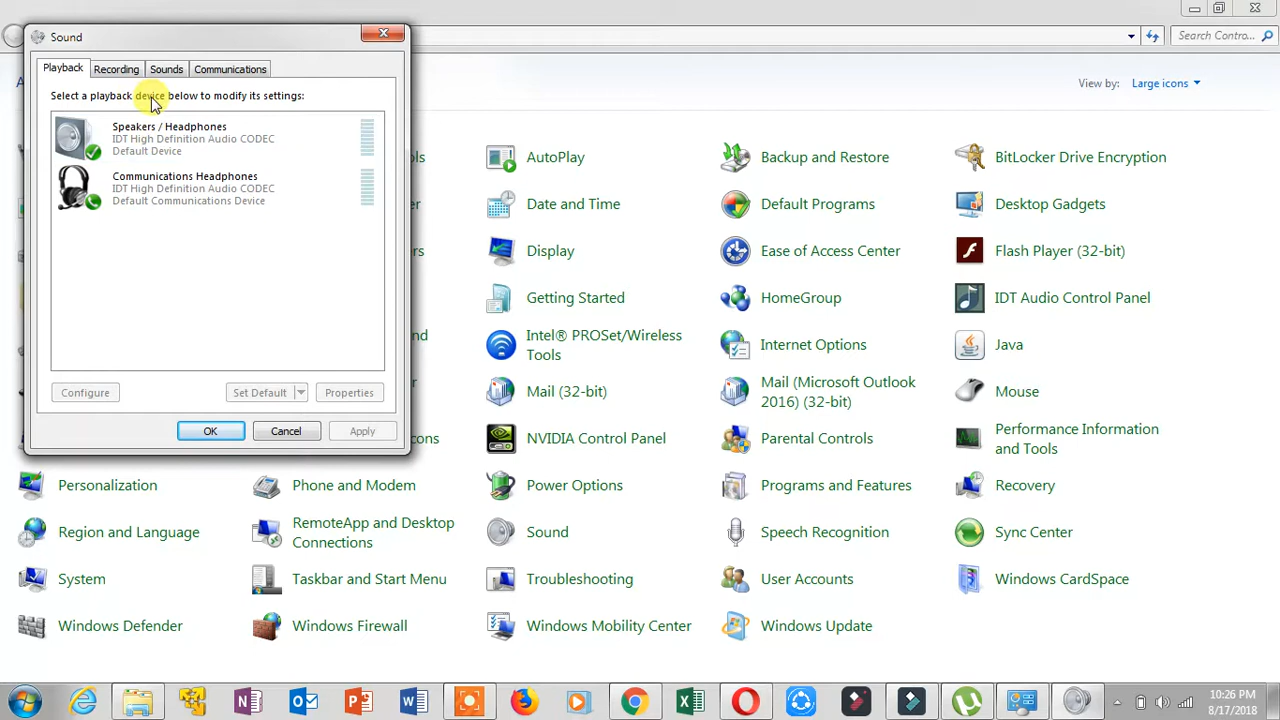 Sound
Playback Recording Sounds Communications
Select a playback device below to modify its settings:
Speakers / Headphones
IDT High Definition Audio CODEC
Default Device
Communications Headphones
IDT High Definition Audio CODEC
Default Communications Device
Configure Set Default Properties
OK Cancel Apply
Search Contro...
View by: Large icons
AutoPlay Backup and Restore BitLocker Drive Encryption
Date and Time Default Programs Desktop Gadgets
Display Ease of Access Center Flash Player (32-bit)
Getting Started HomeGroup IDT Audio Control Panel
Intel® PROSet/Wireless
Tools
Internet Options Java
Mail (32-bit)
Mail (Microsoft Outlook
2016) (32-bit)
Mouse
NVIDIA Control Panel Parental Controls
Performance Information
and Tools
Personalization Phone and Modem Power Options Programs and Features Recovery
Region and Language
RemoteApp and Desktop
Connections
Sound Speech Recognition Sync Center
System Taskbar and Start Menu Troubleshooting User Accounts Windows CardSpace
Windows Defender Windows Firewall Windows Mobility Center Windows Update
10:26 PM
8/17/2018